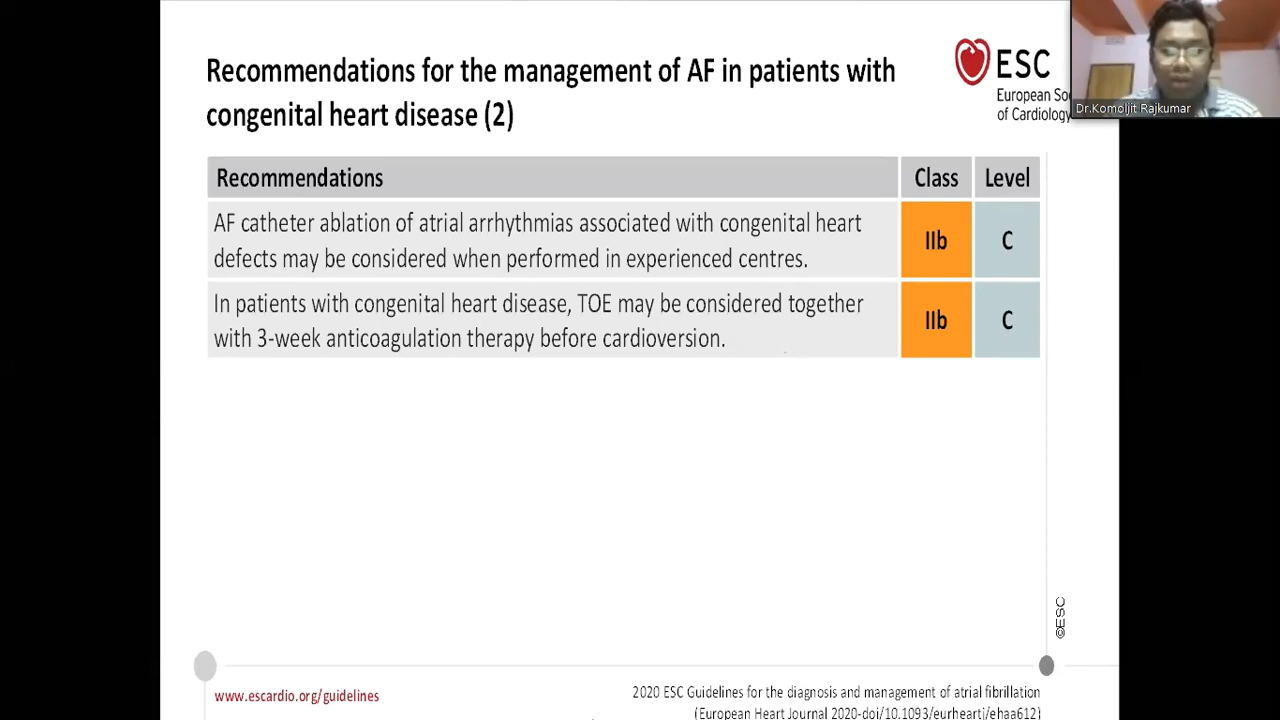 Recommendations for the management of AF in patients with
congenital heart disease (2)
ESC
European So
of Cardiology
Dr.Komoljit Rajkumar
Recommendations Class Level
AF catheter ablation of atrial arrhythmias associated with congenital heart
defects may be considered when performed in experienced centres.
IIb C
In patients with congenital heart disease, TOE may be considered together
with 3-week anticoagulation therapy before cardioversion.
IIb C
©ESC
www.escardio.org/guidelines
2020 ESC Guidelines for the diagnosis and management of atrial fibrillation
(European Heart Journal 2020-doi/10.1093/eurheartj/ehaa612)